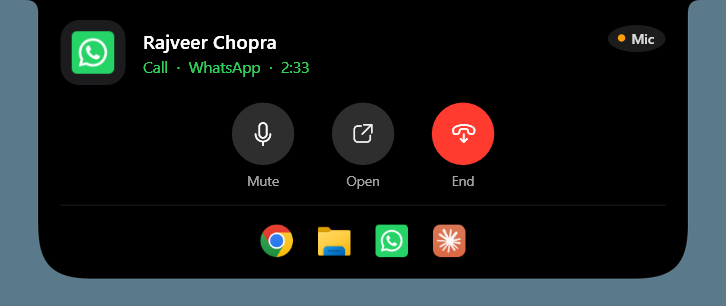 Rajveer Chopra
Mic
Call · WhatsApp · 2:33
Mute
Open
End